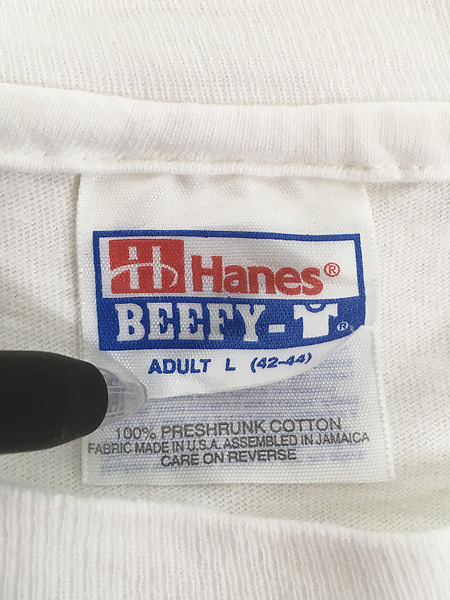 H Hanes®
BEEFY-T®
ADULT L (42-44)
100% PRESHRUNK COTTON
FABRIC MADE IN U.S.A. ASSEMBLED IN JAMAICA
CARE ON REVERSE